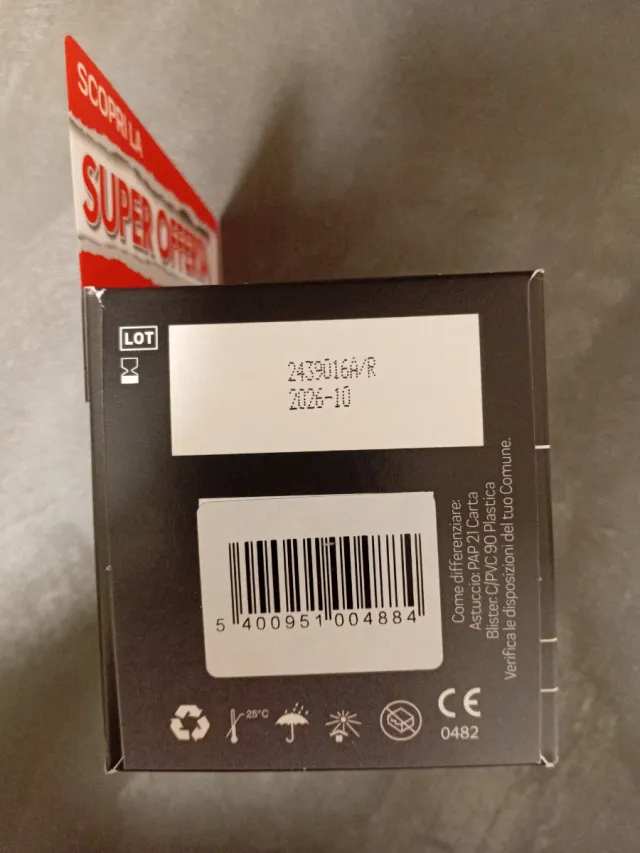 SCOPRI LA
SUPER OFFERTA
LOT
2439016A/R
2026-10
5 400951 004884
Come differenziare:
Astuccio: PAP 21 Carta
Blister: C/PVC 90 Plastica
Verifica le disposizioni del tuo Comune.
25°C
CE
0482